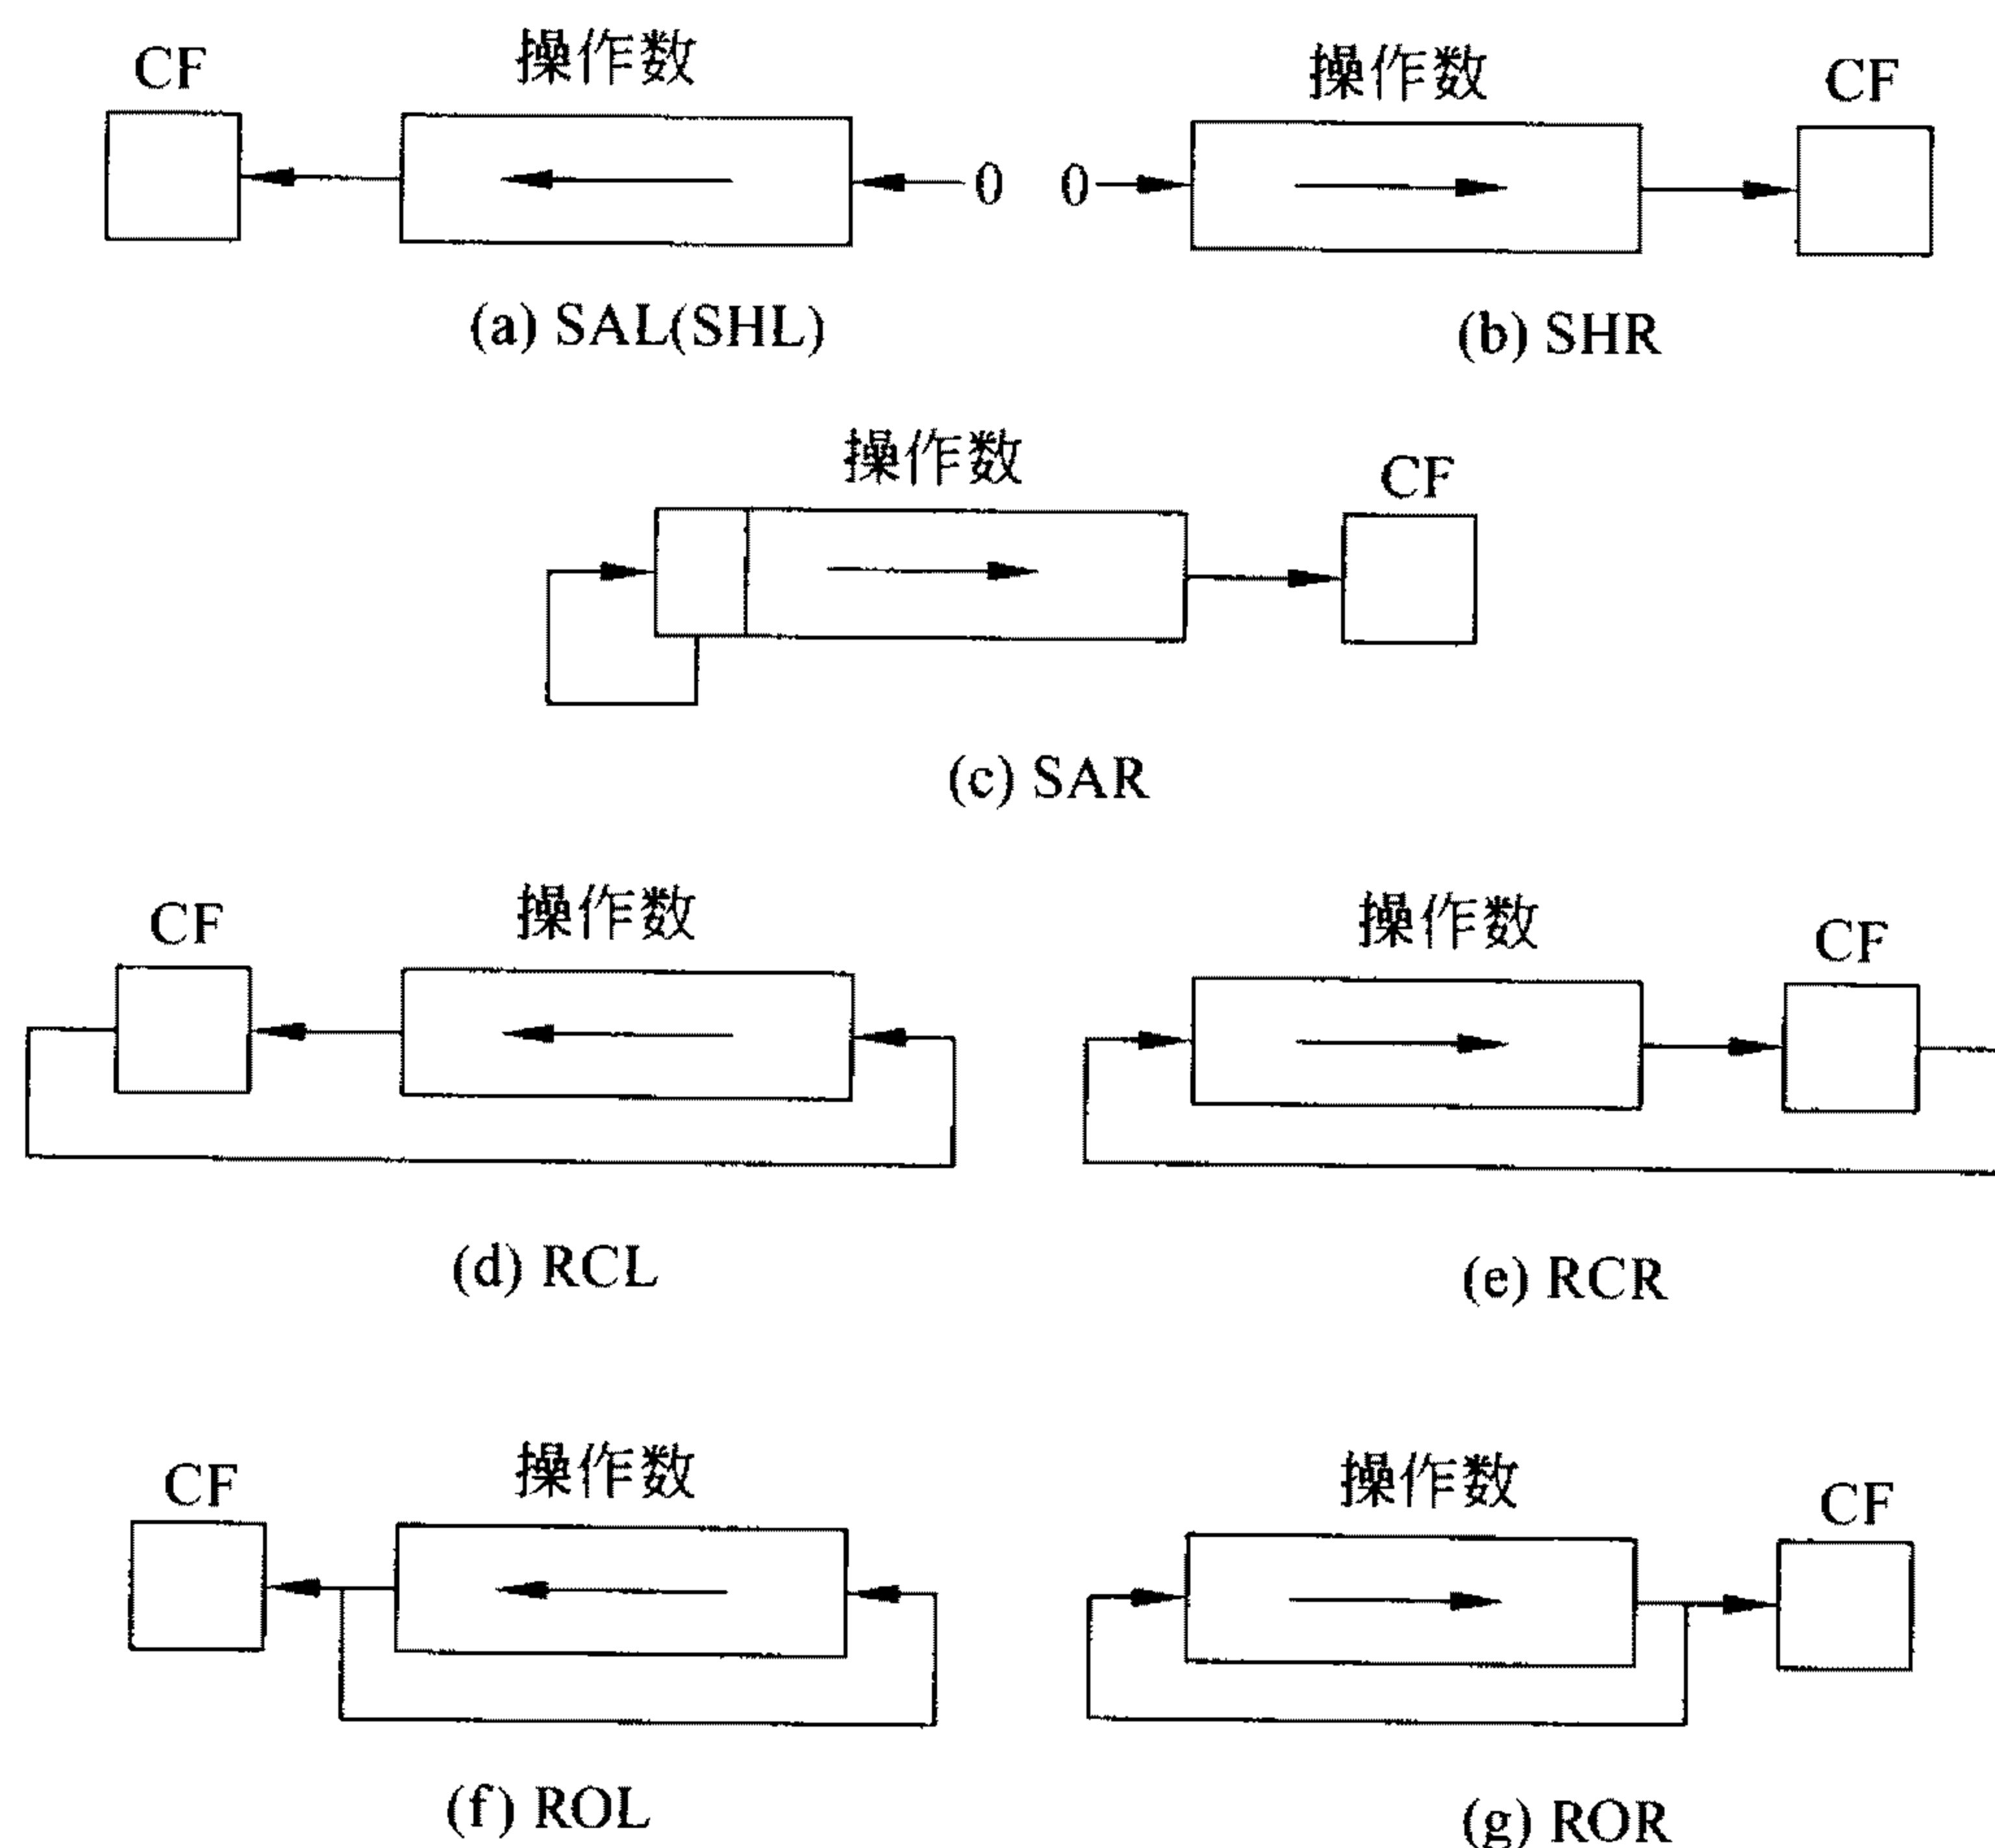 CF 操作数 操作数 CF
0 0
(a) SAL(SHL) (b) SHR
操作数 CF
(c) SAR
CF 操作数 操作数 CF
(d) RCL (e) RCR
CF 操作数 操作数 CF
(f) ROL (g) ROR